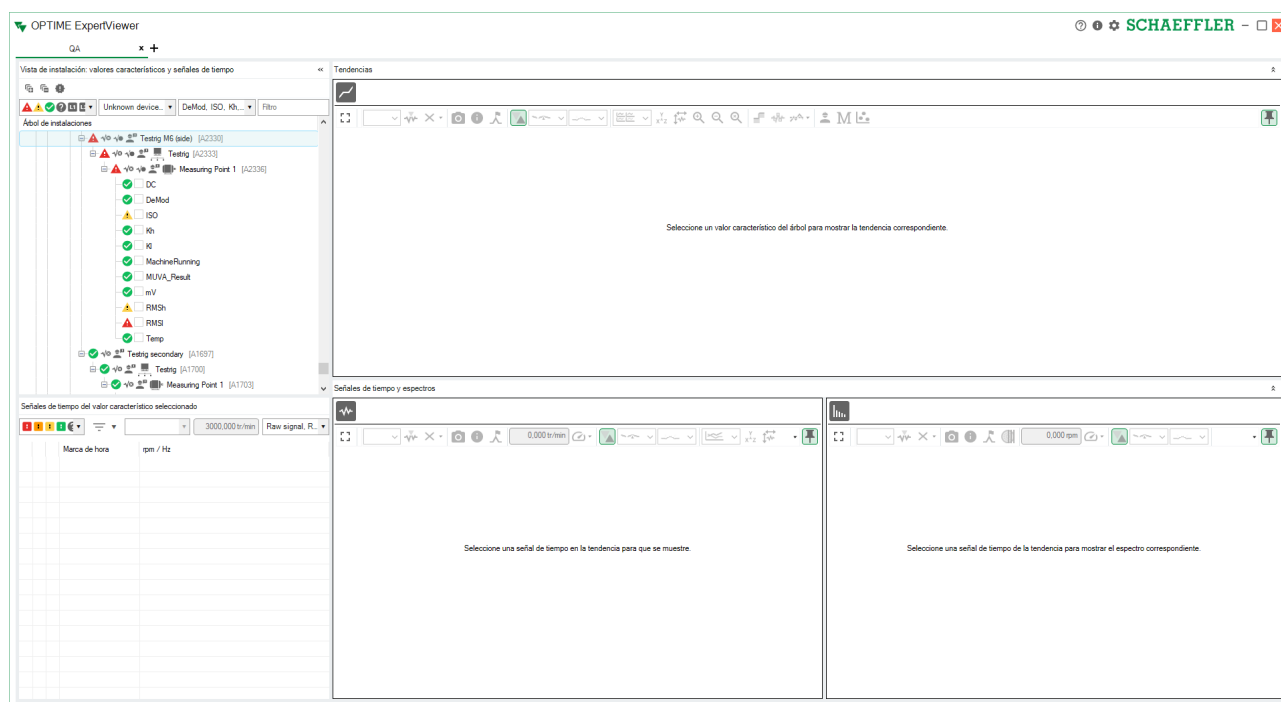 OPTIME ExpertViewer
SCHAEFFLER
QA
Vista de instalación: valores característicos y señales de tiempo
Unknown device..
DeMod, ISO, Kh,..
Filtro
Árbol de instalaciones
Testrig M6 (side) [A2330]
Testrig [A2333]
Measuring Point 1 [A2336]
DC
DeMod
ISO
Kh
KI
MachineRunning
MUVA_Result
mV
RMSh
RMSI
Temp
Testrig secondary [A1697]
Testrig [A1700]
Measuring Point 1 [A1703]
Señales de tiempo del valor característico seleccionado
3000,000 tr/min
Raw signal, R..
Marca de hora rpm / Hz
Tendencias
M
Seleccione un valor característico del árbol para mostrar la tendencia correspondiente.
Señales de tiempo y espectros
0,000 tr/min
Seleccione una señal de tiempo en la tendencia para que se muestre.
0,000 rpm
Seleccione una señal de tiempo de la tendencia para mostrar el espectro correspondiente.